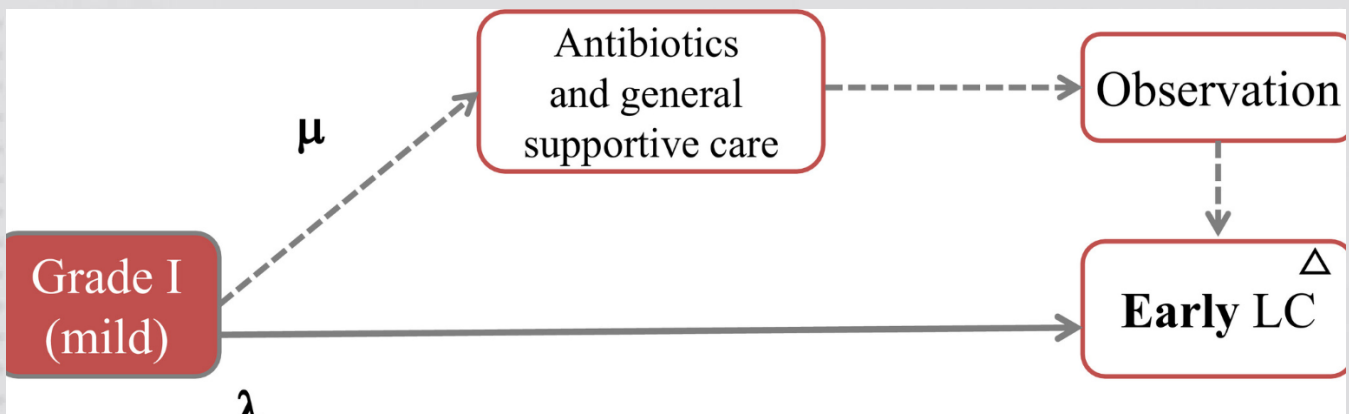 Antibiotics
and general
supportive care
Observation
μ
Grade I
(mild)
△
Early LC
λ